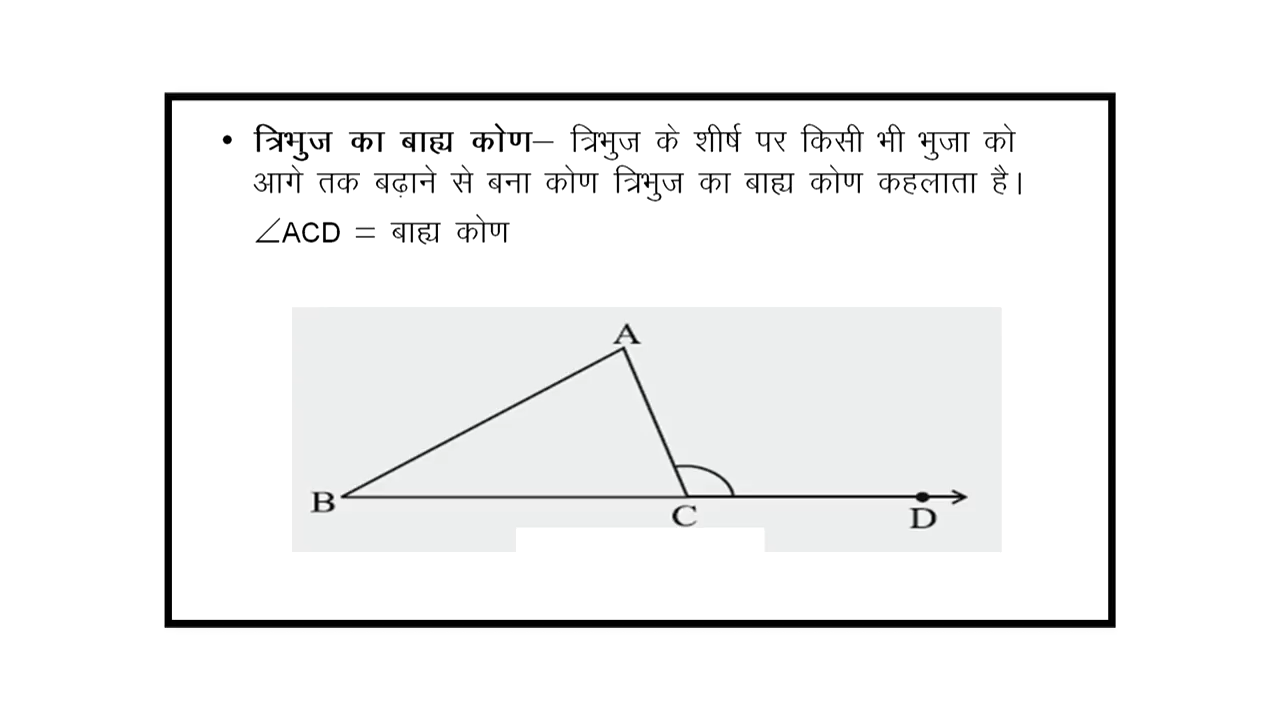 • त्रिभुज का बाह्य कोण– त्रिभुज के शीर्ष पर किसी भी भुजा को
आगे तक बढ़ाने से बना कोण त्रिभुज का बाह्य कोण कहलाता है।
∠ACD = बाह्य कोण
A
B
C
D